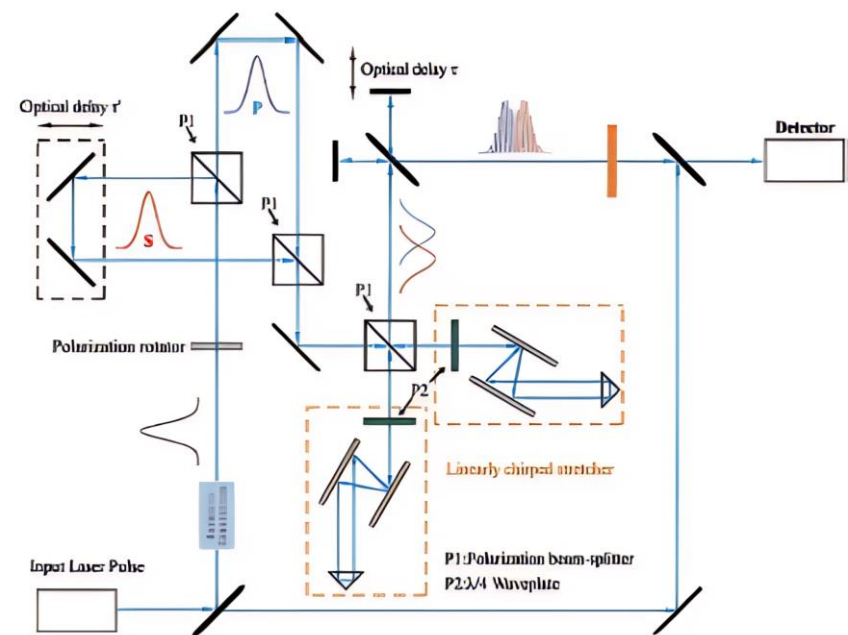 Optical delay τ
Optical delay τ'
P1
P
Detector
P1
S
P1
Polarization rotator
P2
Linearly chirped stretcher
Input Laser Pulse
P1:Polarization beam-splitter
P2:λ/4 Waveplate